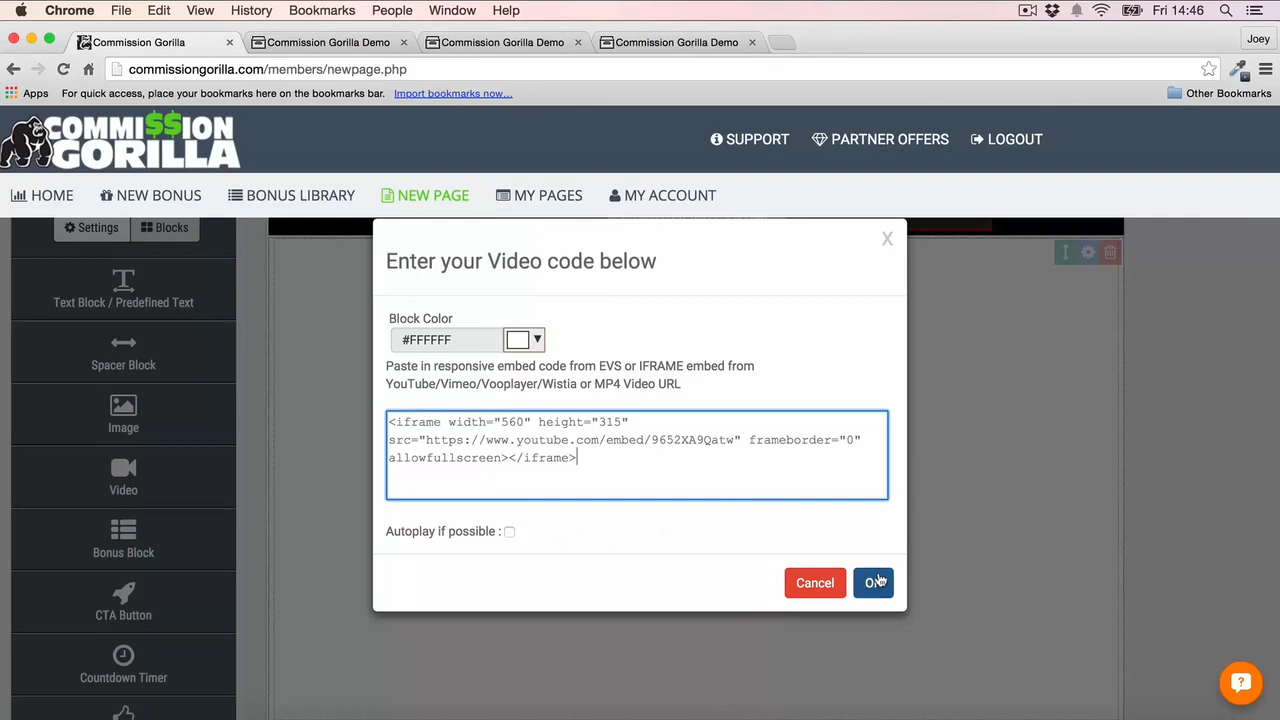 Chrome File Edit View History Bookmarks People Window Help Fri 14:46
Commission Gorilla Commission Gorilla Demo Commission Gorilla Demo Commission Gorilla Demo Joey
commissiongorilla.com/members/newpage.php
Apps For quick access, place your bookmarks here on the bookmarks bar. Import bookmarks now... Other Bookmarks
COMMI$$ION
GORILLA
SUPPORT PARTNER OFFERS LOGOUT
HOME NEW BONUS BONUS LIBRARY NEW PAGE MY PAGES MY ACCOUNT
Settings Blocks
Text Block / Predefined Text
Spacer Block
Image
Video
Bonus Block
CTA Button
Countdown Timer
X
Enter your Video code below
Block Color
#FFFFFF
Paste in responsive embed code from EVS or IFRAME embed from
YouTube/Vimeo/Vooplayer/Wistia or MP4 Video URL
<iframe width="560" height="315"
src="https://www.youtube.com/embed/9652XA9Qatw" frameborder="0"
allowfullscreen></iframe>
Autoplay if possible :
Cancel